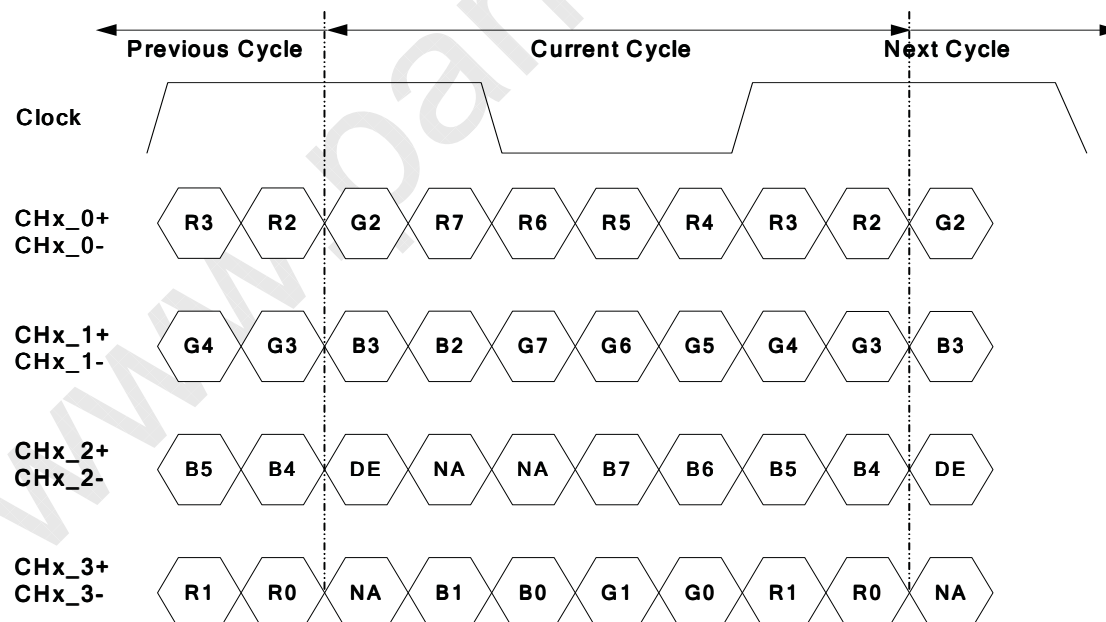 Previous Cycle Current Cycle Next Cycle
Clock
CHx_0+ R3 R2 G2 R7 R6 R5 R4 R3 R2 G2
CHx_0-
CHx_1+ G4 G3 B3 B2 G7 G6 G5 G4 G3 B3
CHx_1-
CHx_2+ B5 B4 DE NA NA B7 B6 B5 B4 DE
CHx_2-
CHx_3+ R1 R0 NA B1 B0 G1 G0 R1 R0 NA
CHx_3-
www.pan